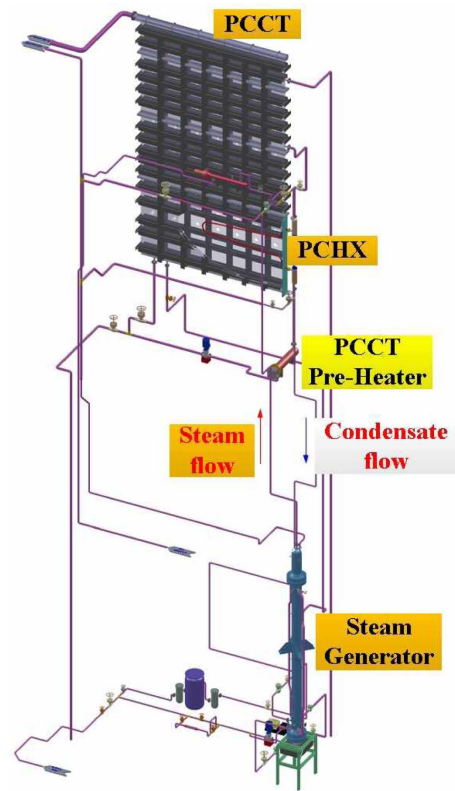 PCCT
PCHX
PCCT
Pre-Heater
Steam
flow
Condensate
flow
Steam
Generator